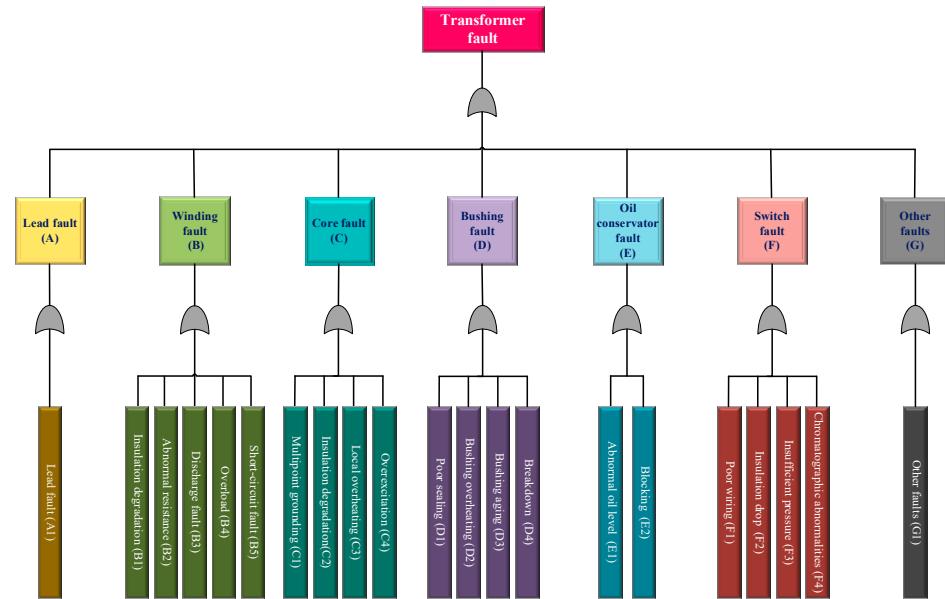 Transformer
fault
Lead fault
(A)
Winding
fault
(B)
Core fault
(C)
Bushing
fault
(D)
Oil
conservator
fault
(E)
Switch
fault
(F)
Other
faults
(G)
Lead fault (A1)
Insulation degradation (B1)
Abnormal resistance (B2)
Discharge fault (B3)
Overload (B4)
Short-circuit fault (B5)
Multipoint grounding (C1)
Insulation degradation(C2)
Local overheating (C3)
Overexcitation (C4)
Poor sealing (D1)
Bushing overheating (D2)
Bushing aging (D3)
Breakdown (D4)
Abnormal oil level (E1)
Blocking (E2)
Poor wiring (F1)
Insulation drop (F2)
Insufficient pressure (F3)
Chromatographic abnormalities (F4)
Other faults (G1)